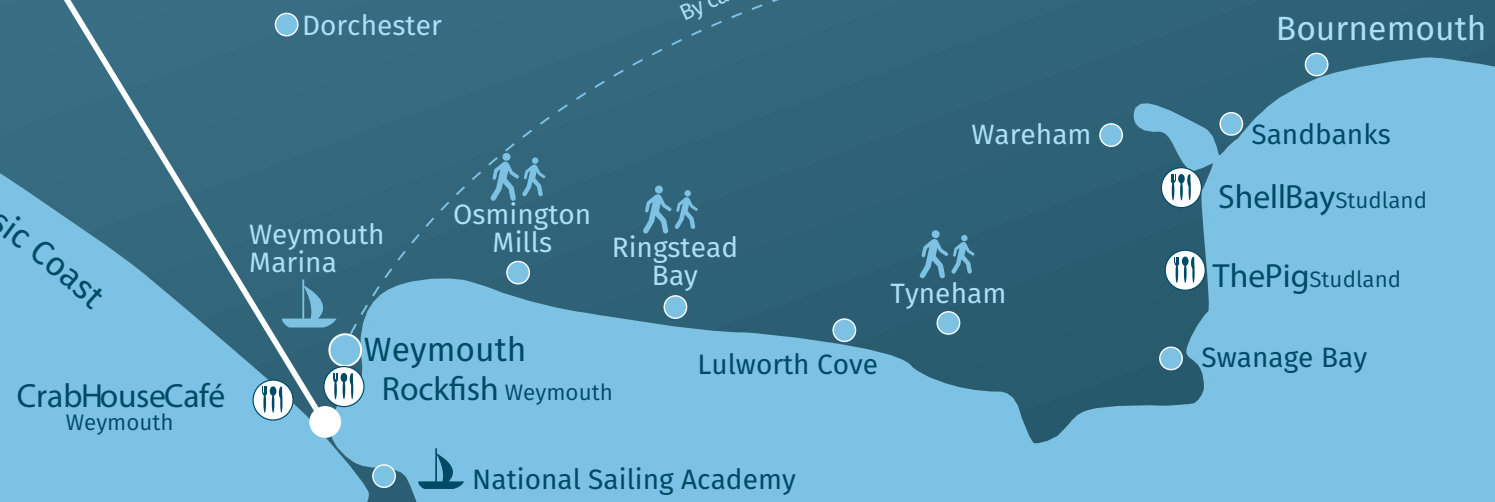 By
Dorchester
Bournemouth
Wareham
Sandbanks
ShellBay Studland
Osmington
Mills
Weymouth
Marina
Ringstead
Bay
Coast
ThePig Studland
Tyneham
Weymouth
Lulworth Cove
Swanage Bay
CrabHouseCafé
Weymouth
Rockfish Weymouth
National Sailing Academy